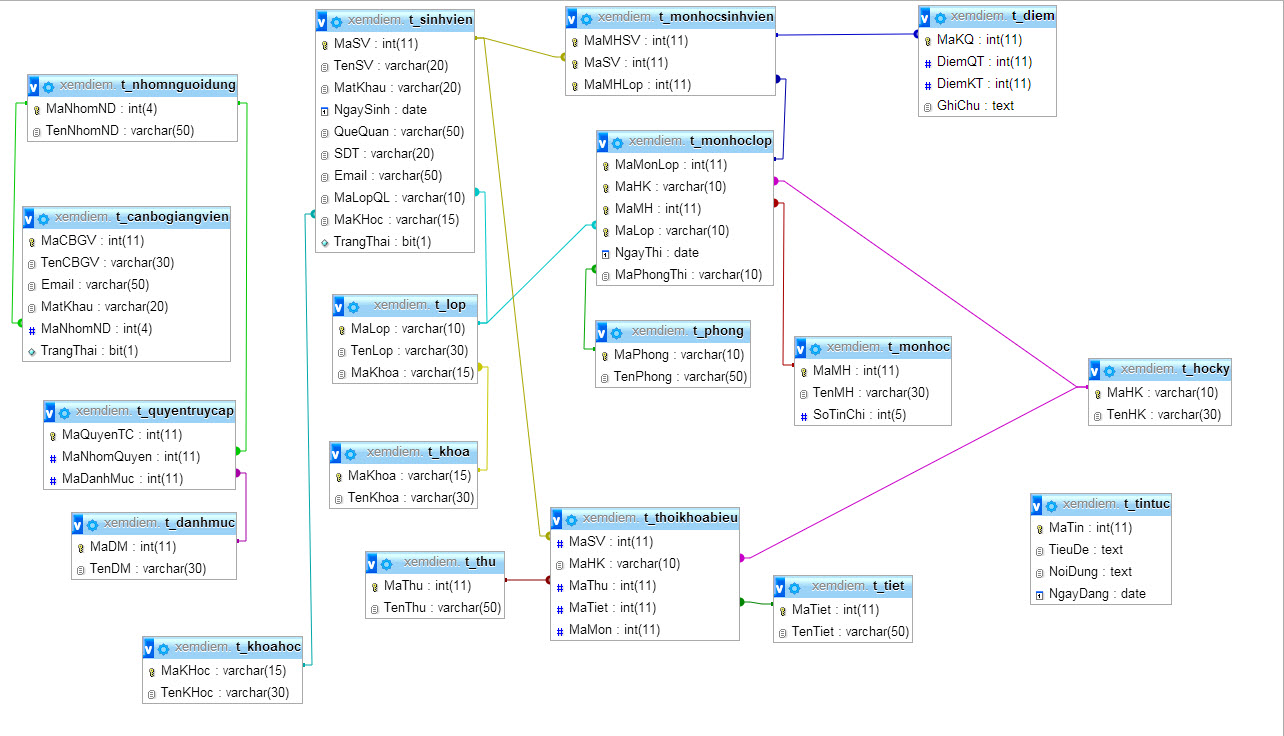 xemdiem. t_nhomnguoidung
MaNhomND : int(4)
TenNhomND : varchar(50)
xemdiem. t_canbogiangvien
MaCBGV : int(11)
TenCBGV : varchar(30)
Email : varchar(50)
MatKhau : varchar(20)
MaNhomND : int(4)
TrangThai : bit(1)
xemdiem. t_quyentruycap
MaQuyenTC : int(11)
MaNhomQuyen : int(11)
MaDanhMuc : int(11)
xemdiem. t_danhmuc
MaDM : int(11)
TenDM : varchar(30)
xemdiem. t_khoahoc
MaKHoc : varchar(15)
TenKHoc : varchar(30)
xemdiem. t_sinhvien
MaSV : int(11)
TenSV : varchar(20)
MatKhau : varchar(20)
NgaySinh : date
QueQuan : varchar(50)
SDT : varchar(20)
Email : varchar(50)
MaLopQL : varchar(10)
MaKHoc : varchar(15)
TrangThai : bit(1)
xemdiem. t_lop
MaLop : varchar(10)
TenLop : varchar(30)
MaKhoa : varchar(15)
xemdiem. t_khoa
MaKhoa : varchar(15)
TenKhoa : varchar(30)
xemdiem. t_thu
MaThu : int(11)
TenThu : varchar(50)
xemdiem. t_monhocsinhvien
MaMHSV : int(11)
MaSV : int(11)
MaMHLop : int(11)
xemdiem. t_monhoclop
MaMonLop : int(11)
MaHK : varchar(10)
MaMH : int(11)
MaLop : varchar(10)
NgayThi : date
MaPhongThi : varchar(10)
xemdiem. t_phong
MaPhong : varchar(10)
TenPhong : varchar(50)
xemdiem. t_thoikhoabieu
MaSV : int(11)
MaHK : varchar(10)
MaThu : int(11)
MaTiet : int(11)
MaMon : int(11)
xemdiem. t_diem
MaKQ : int(11)
DiemQT : int(11)
DiemKT : int(11)
GhiChu : text
xemdiem. t_monhoc
MaMH : int(11)
TenMH : varchar(30)
SoTinChi : int(5)
xemdiem. t_tiet
MaTiet : int(11)
TenTiet : varchar(50)
xemdiem. t_hocky
MaHK : varchar(10)
TenHK : varchar(30)
xemdiem. t_tintuc
MaTin : int(11)
TieuDe : text
NoiDung : text
NgayDang : date